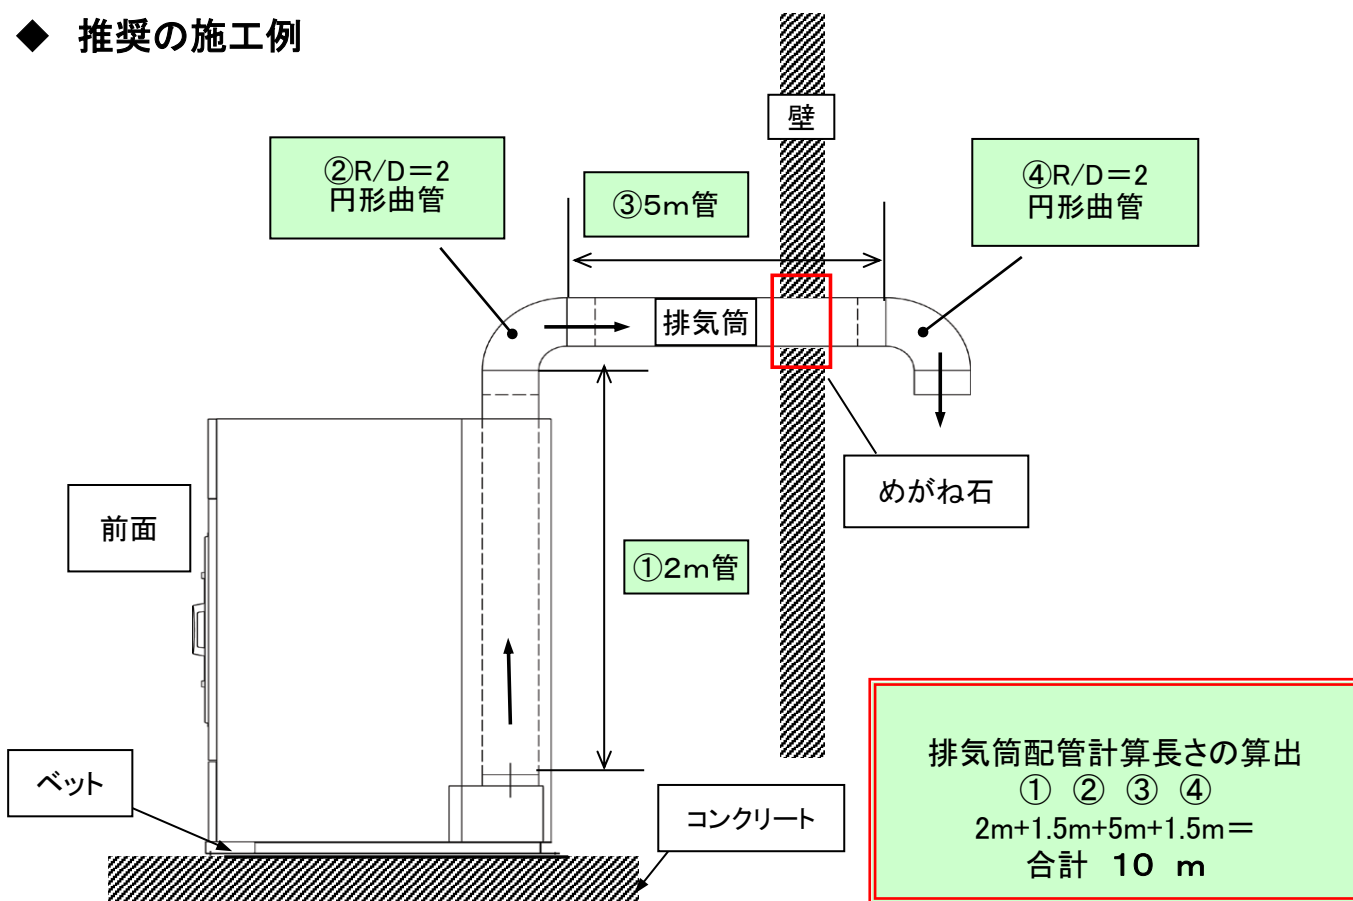 ◆ 推奨の施工例
壁
②R/D＝2
円形曲管
③5ｍ管
④R/D＝2
円形曲管
排気筒
めがね石
前面
①2ｍ管
ベット
コンクリート
排気筒配管計算長さの算出
① ② ③ ④
2m+1.5m+5m+1.5m＝
合計 10 m